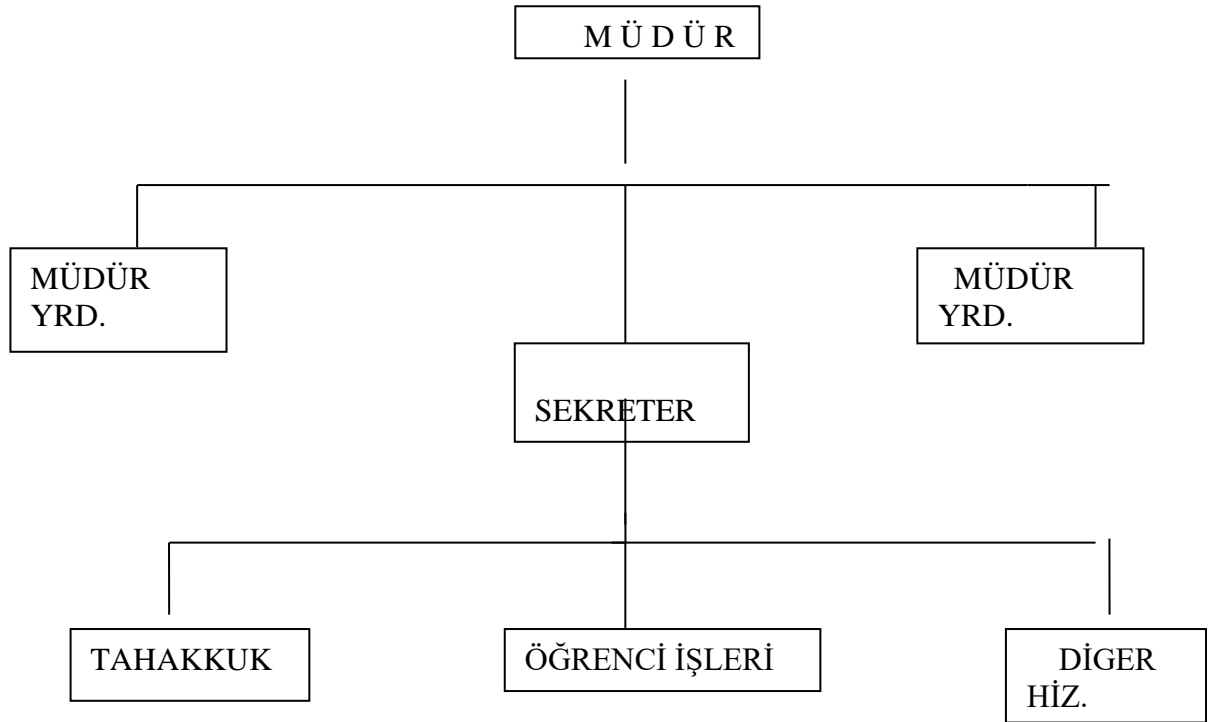 M Ü D Ü R
MÜDÜR
YRD.
MÜDÜR
YRD.
SEKRETER
TAHAKKUK
ÖĞRENCİ İŞLERİ
DİGER
HİZ.